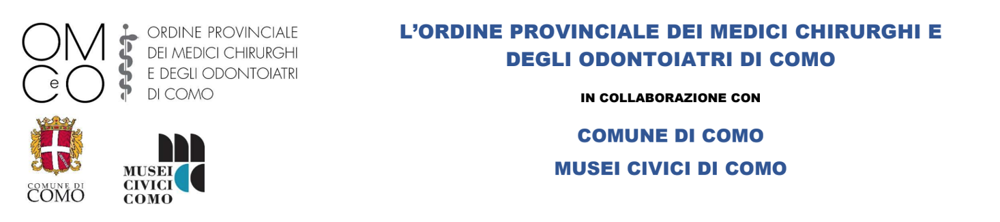 OM
CeO
ORDINE PROVINCIALE
DEI MEDICI CHIRURGHI
E DEGLI ODONTOIATRI
DI COMO
COMUNE DI
COMO
MUSEI
CIVICI
COMO
L’ORDINE PROVINCIALE DEI MEDICI CHIRURGHI E
DEGLI ODONTOIATRI DI COMO
IN COLLABORAZIONE CON
COMUNE DI COMO
MUSEI CIVICI DI COMO